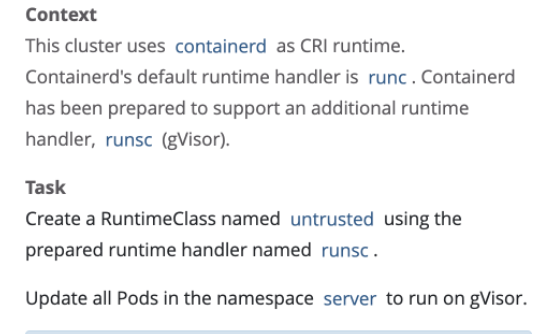 Context
This cluster uses containerd as CRI runtime.
Containerd's default runtime handler is runc . Containerd
has been prepared to support an additional runtime
handler, runsc (gVisor).
Task
Create a RuntimeClass named untrusted using the
prepared runtime handler named runsc .
Update all Pods in the namespace server to run on gVisor.